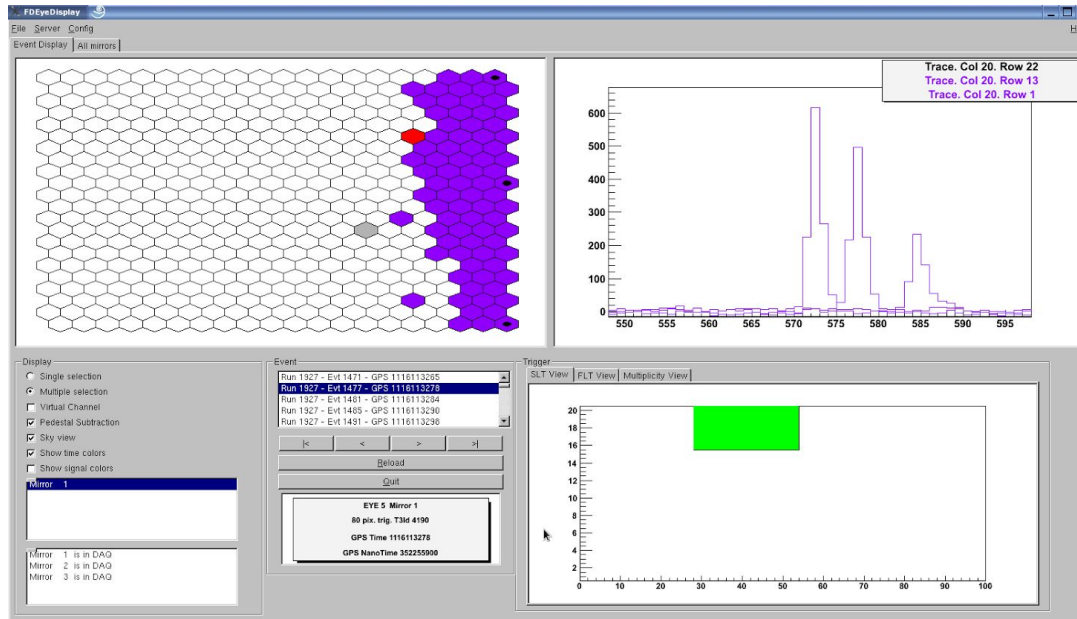 FDEyeDisplay
File Server Config
H
Event Display All mirrors
Trace. Col 20. Row 22
Trace. Col 20. Row 13
Trace. Col 20. Row 1
600
500
400
300
200
100
0
550 555 560 565 570 575 580 585 590 595
Display
Single selection
Multiple selection
Virtual Channel
Pedestal Subtraction
Sky view
Show time colors
Show signal colors
Mirror 1
Mirror 1 is in DAQ
Mirror 2 is in DAQ
Mirror 3 is in DAQ
Event
Run 1927 - Evt 1471 - GPS 1116113265
Run 1927 - Evt 1477 - GPS 1116113278
Run 1927 - Evt 1481 - GPS 1116113284
Run 1927 - Evt 1485 - GPS 1116113290
Run 1927 - Evt 1491 - GPS 1116113298
|< < > >|
Reload
Quit
EYE 5 Mirror 1
80 pix. trig. T3Id 4190
GPS Time 1116113278
GPS NanoTime 352255900
Trigger
SLT View FLT View Multiplicity View
20
18
16
14
12
10
8
6
4
2
0 10 20 30 40 50 60 70 80 90 100